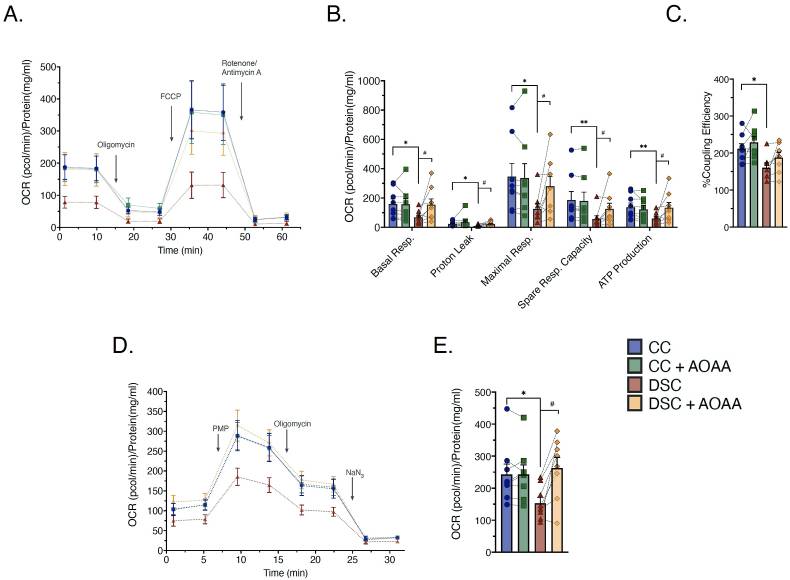 A.
OCR (pcol/min)/Protein(mg/ml)
500
400
300
200
100
0
0
10
20
30
40
50
60
Time (min)
Oligomycin
FCCP
Rotenone/
Antimycin A
B.
OCR (pcol/min)/Protein(mg/ml)
1000
800
600
400
200
0
*
#
*
#
*
#
**
#
**
#
Basal Resp.
Proton Leak
Maximal Resp.
Spare Resp. Capacity
ATP Production
C.
%Coupling Efficiency
400
300
200
100
0
*
D.
OCR (pcol/min)/Protein(mg/ml)
400
350
300
250
200
150
100
50
0
0
5
10
15
20
25
30
Time (min)
PMP
Oligomycin
NaN3
E.
OCR (pcol/min)/Protein(mg/ml)
500
400
300
200
100
0
*
#
CC
CC + AOAA
DSC
DSC + AOAA